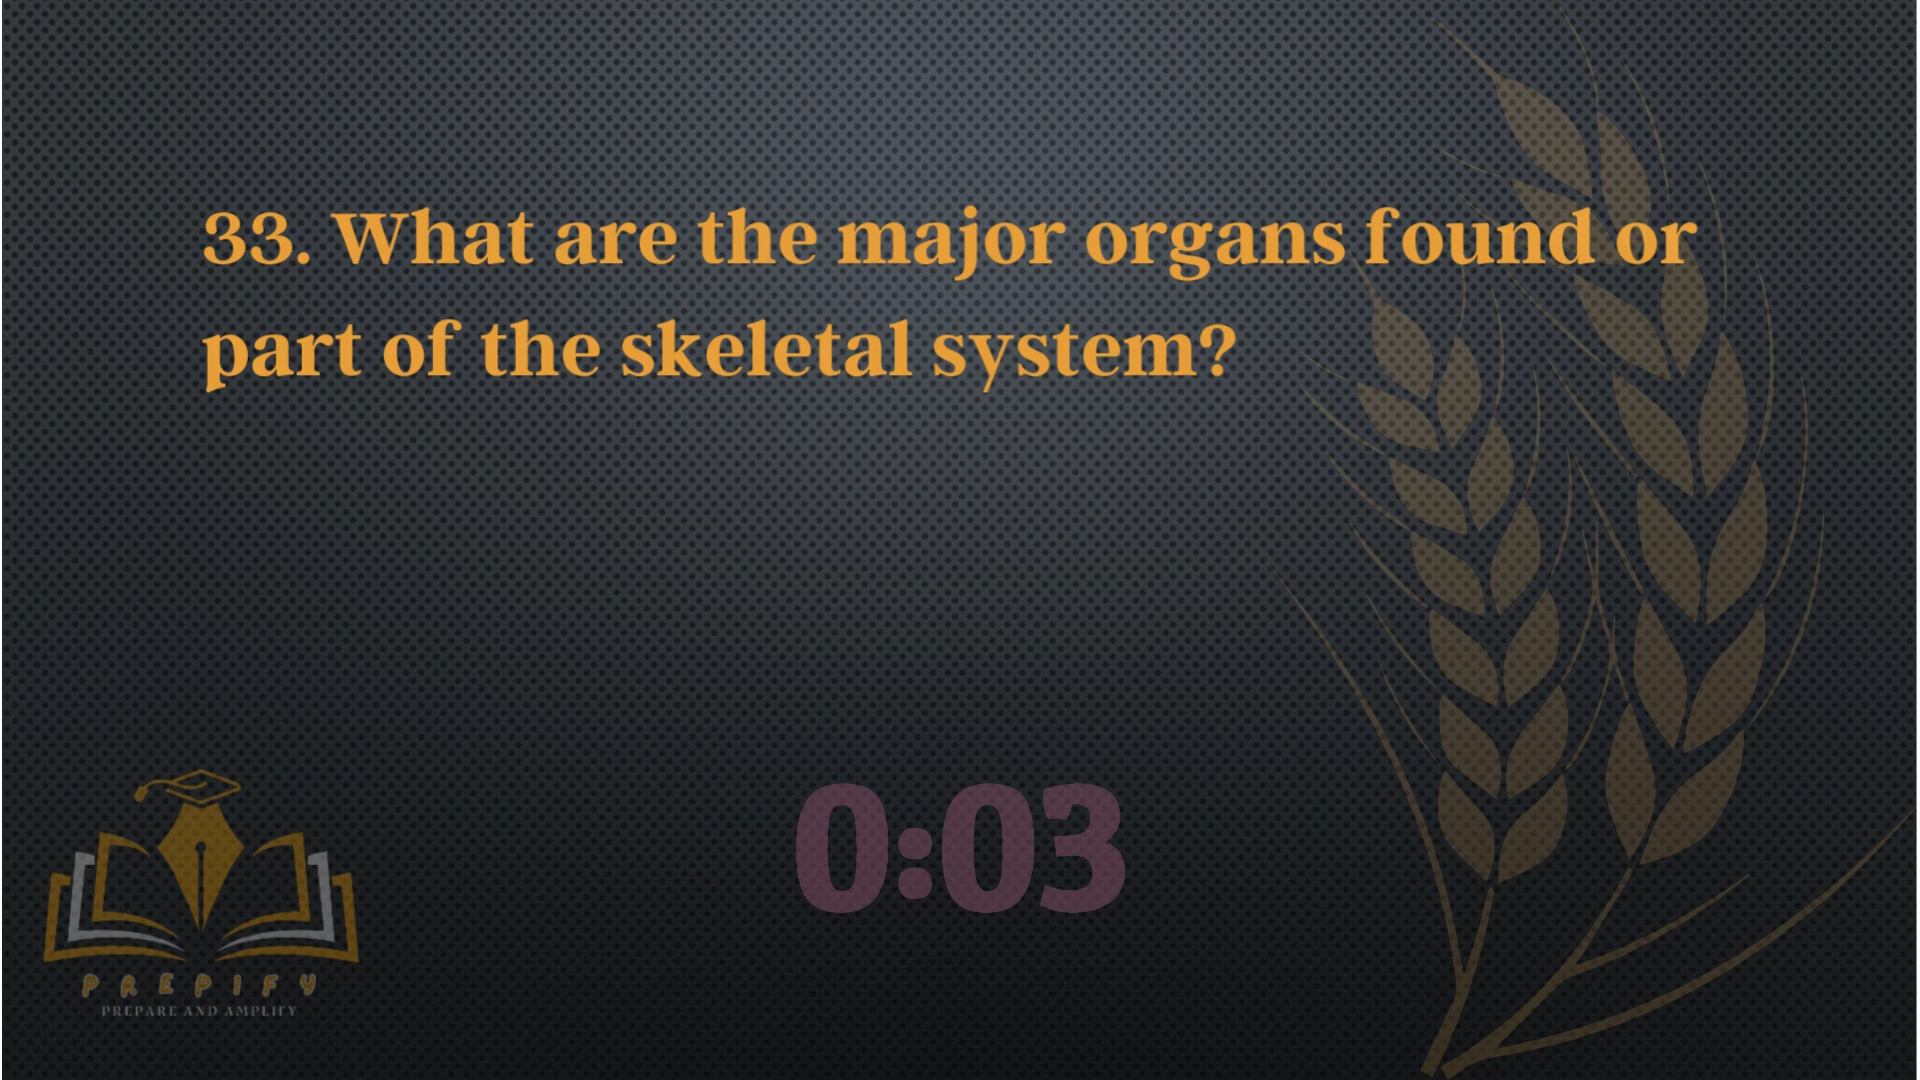 33. What are the major organs found or
part of the skeletal system?
0:03
PREPIFY
PREPARE AND AMPLIFY